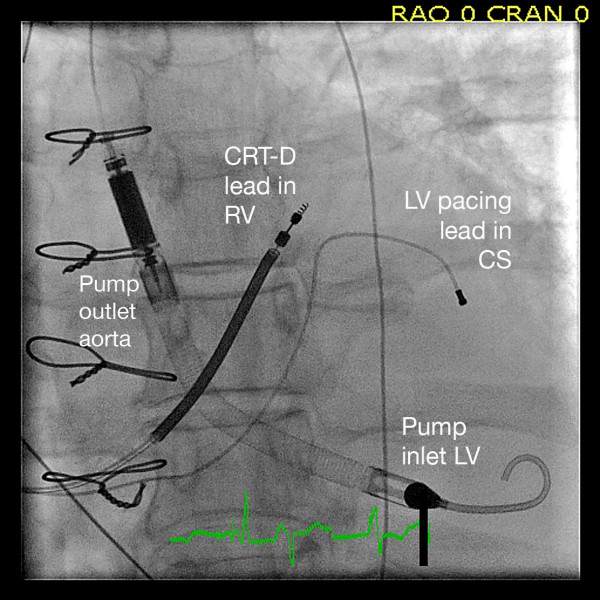 RAO 0 CRAN 0
CRT-D
lead in
RV
LV pacing
lead in
CS
Pump
outlet
aorta
Pump
inlet LV